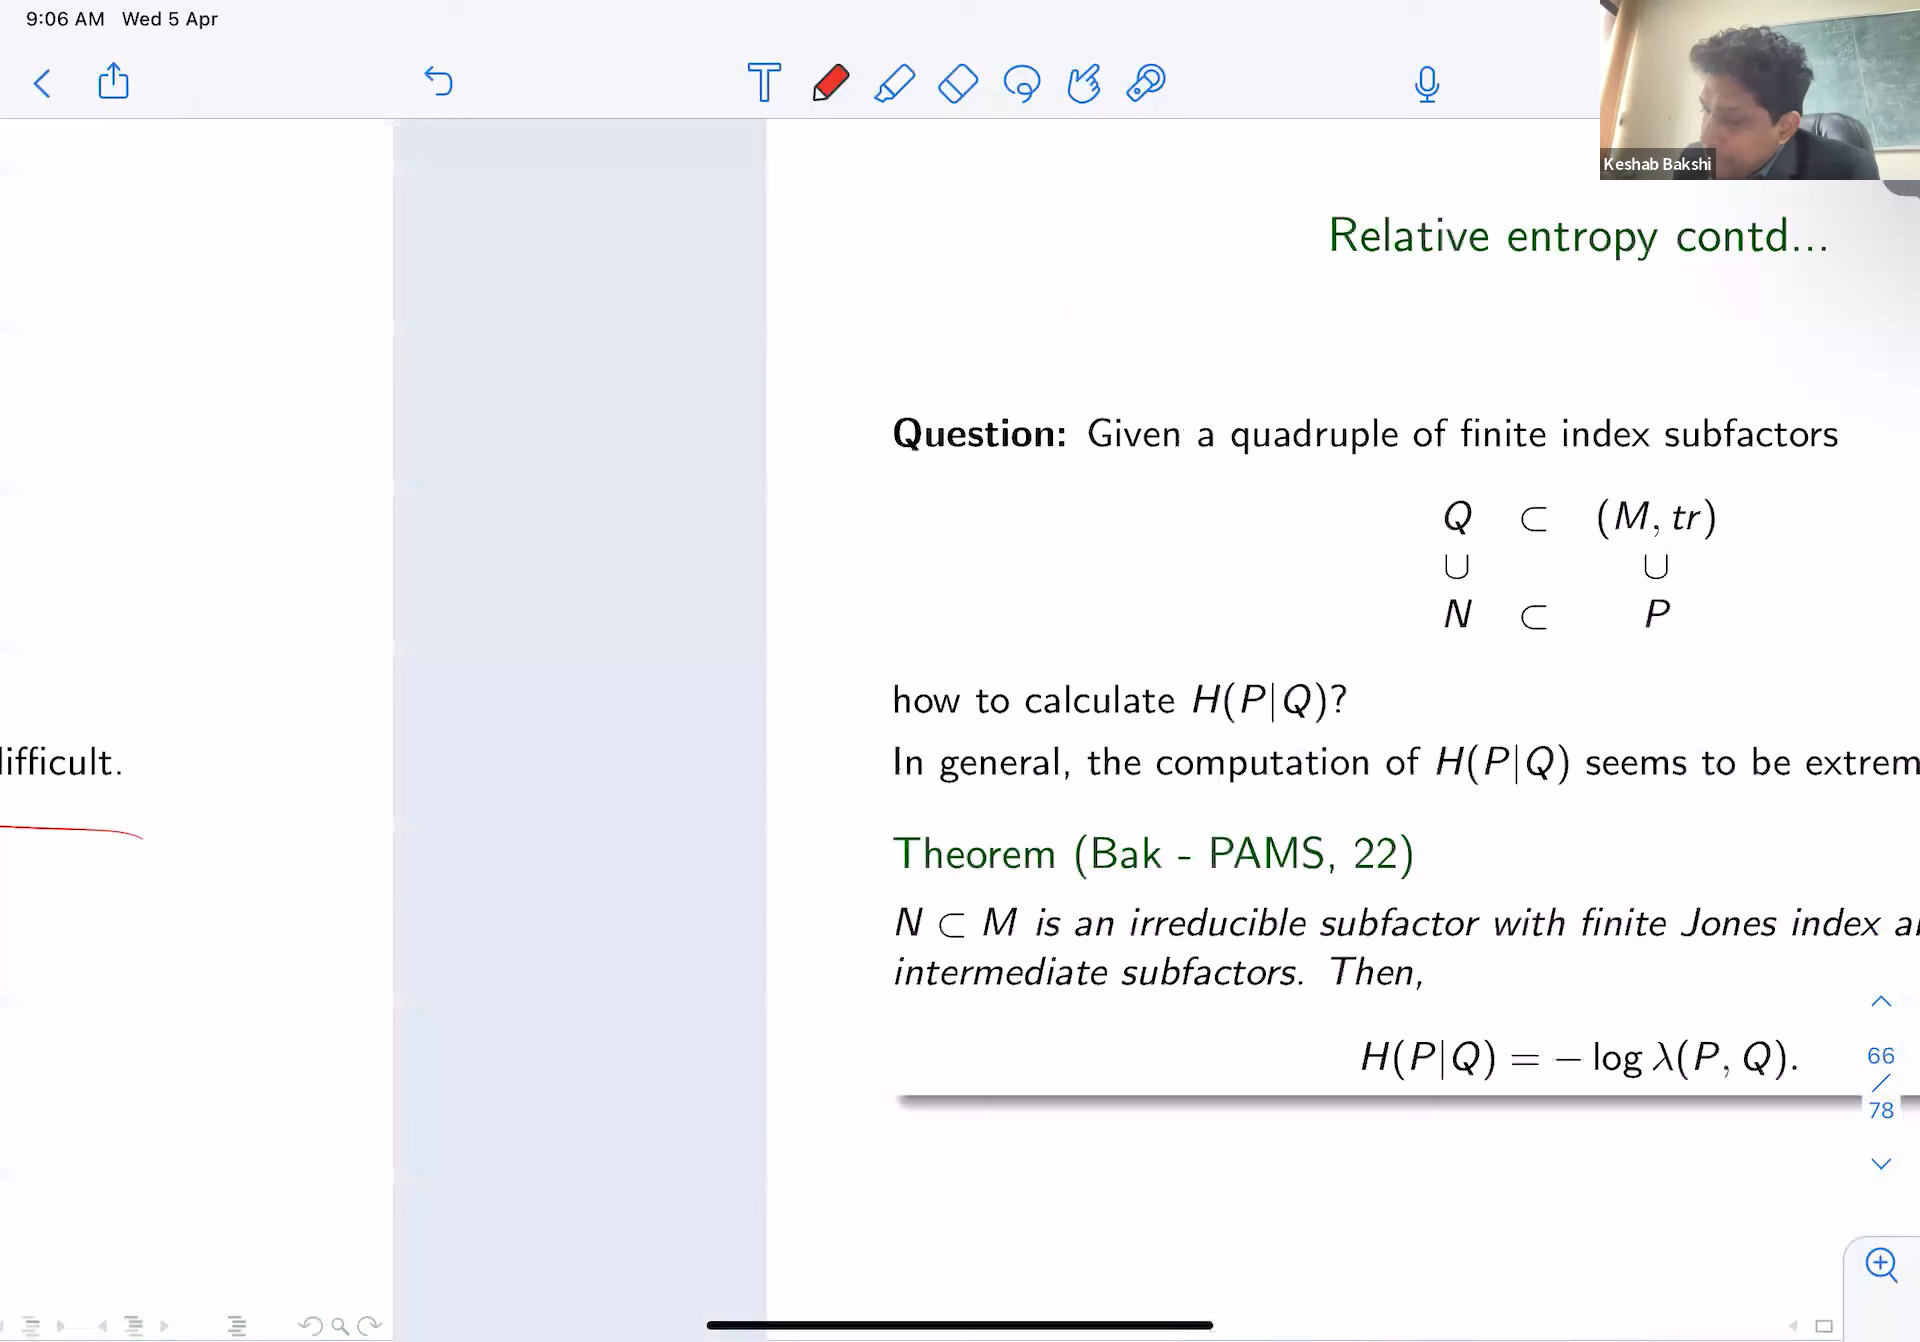 9:06 AM Wed 5 Apr
T
Keshab Bakshi
Relative entropy contd...
Question: Given a quadruple of finite index subfactors
Q ⊂ (M, tr)
∪ ∪
N ⊂ P
how to calculate H(P|Q)?
ifficult.
In general, the computation of H(P|Q) seems to be extrem
Theorem (Bak - PAMS, 22)
N ⊂ M is an irreducible subfactor with finite Jones index
intermediate subfactors. Then,
H(P|Q) = − log λ(P, Q).
66
/
78